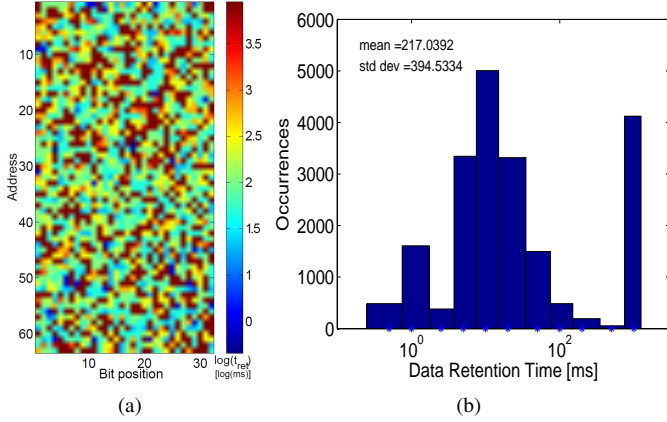 10
20
30
40
50
60
Address
10 20 30
Bit position
3.5
3
2.5
2
1.5
1
0.5
0
log(t_ret)
[log(ms)]
(a)
6000
5000
4000
3000
2000
1000
0
Occurrences
mean =217.0392
std dev =394.5334
10^0 10^2
Data Retention Time [ms]
(b)